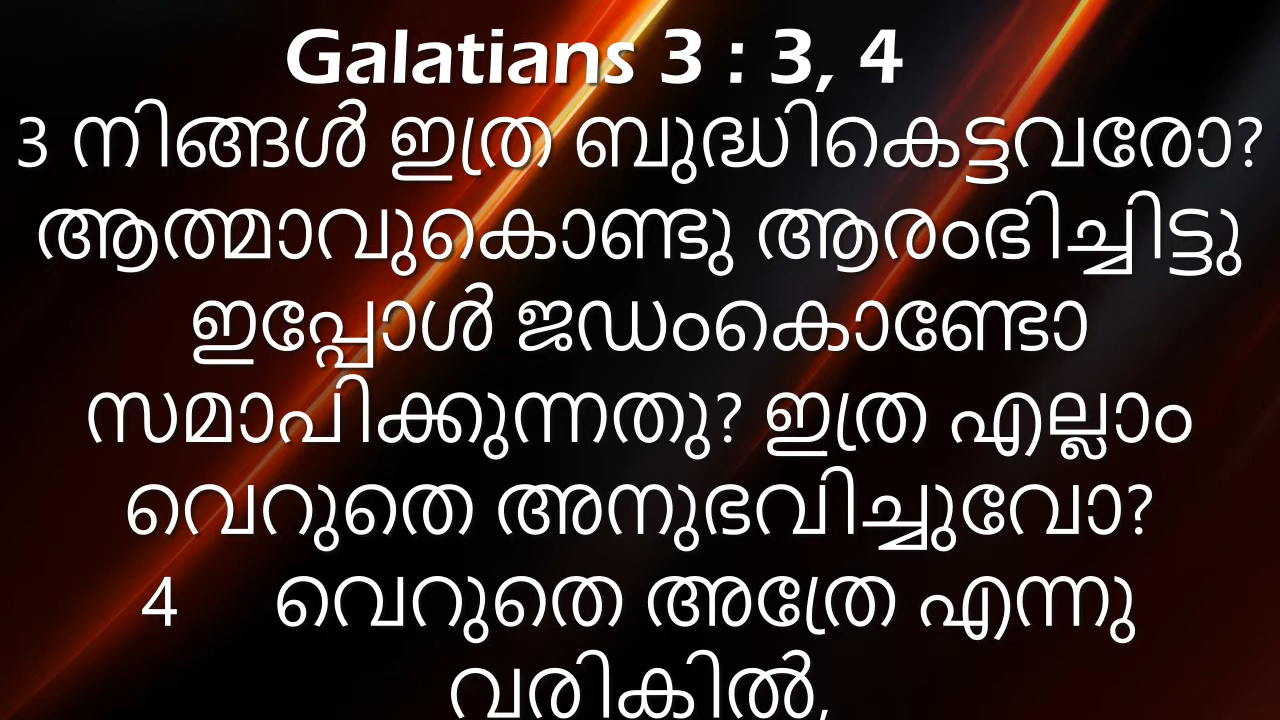 Galatians 3 : 3, 4
3 നിങ്ങൾ ഇത്ര ബുദ്ധികെട്ടവരോ?
ആത്മാവുകൊണ്ടു ആരംഭിച്ചിട്ടു
ഇപ്പോൾ ജഡംകൊണ്ടോ
സമാപിക്കുന്നതു? ഇത്ര എല്ലാം
വെറുതെ അനുഭവിച്ചുവോ?
4 വെറുതെ അത്രേ എന്നു
വരികിൽ,